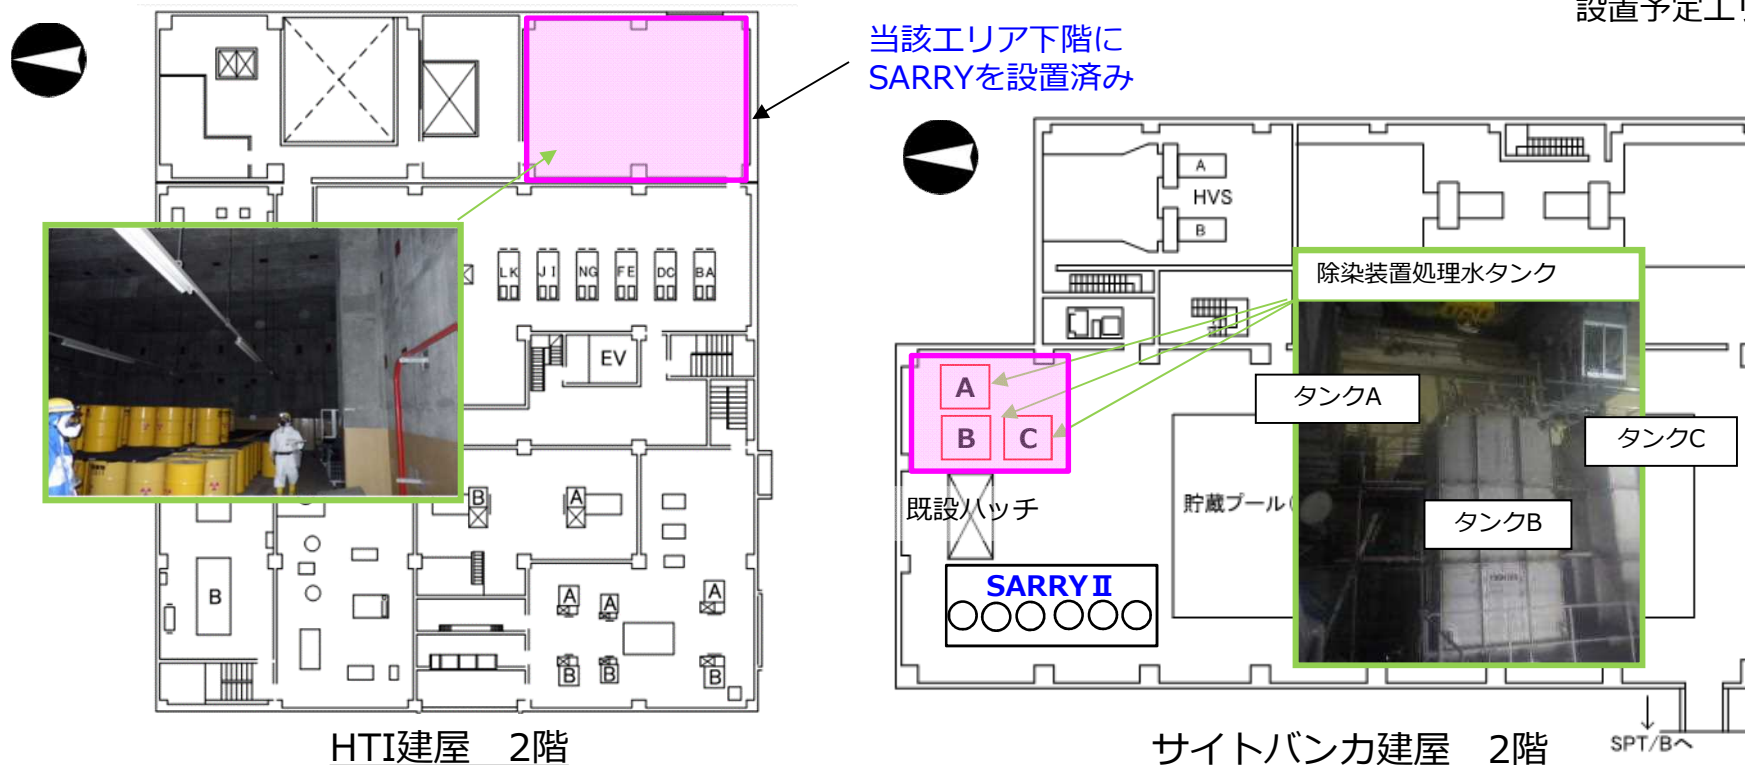 設置予定エリ
当該エリア下階に
SARRYを設置済み
LK
JI
NG
FE
DC
BA
EV
B
A
B
A
A
A
B
B
B
HTI建屋 2階
A
HVS
B
除染装置処理水タンク
タンクA
タンクC
タンクB
A
B
C
既設ハッチ
貯蔵プール(
SARRYⅡ
サイトバンカ建屋 2階
SPT/Bへ